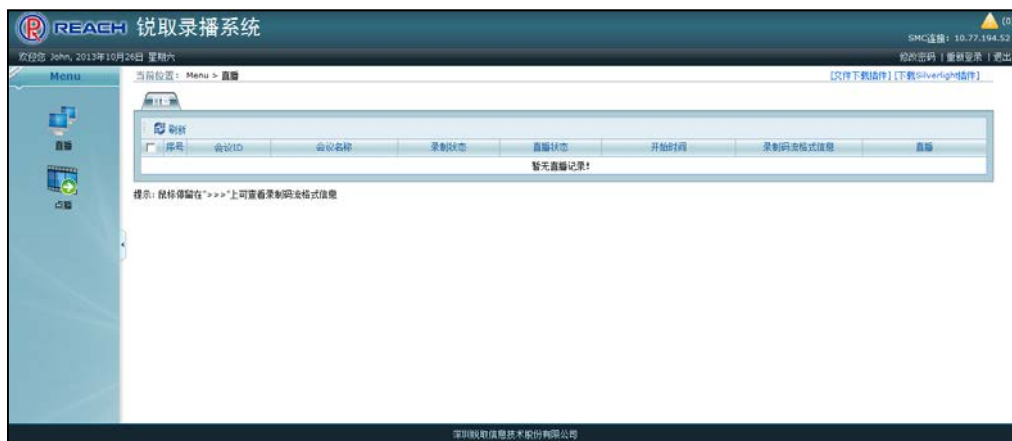 REACH 锐取录播系统
(0
SMC连接: 10.77.194.52
欢迎您 John, 2013年10月26日 星期六
修改密码 | 重新登录 | 退出
Menu
当前位置: Menu > 直播
[文件下载插件] [下载Silverlight插件]
直播
刷新
序号 会议ID 会议名称 录制状态 直播状态 开始时间 录制码流格式信息 直播
暂无直播记录!
提示: 鼠标停留在">>>"上可查看录制码流格式信息
直播
点播
深圳锐取信息技术股份有限公司